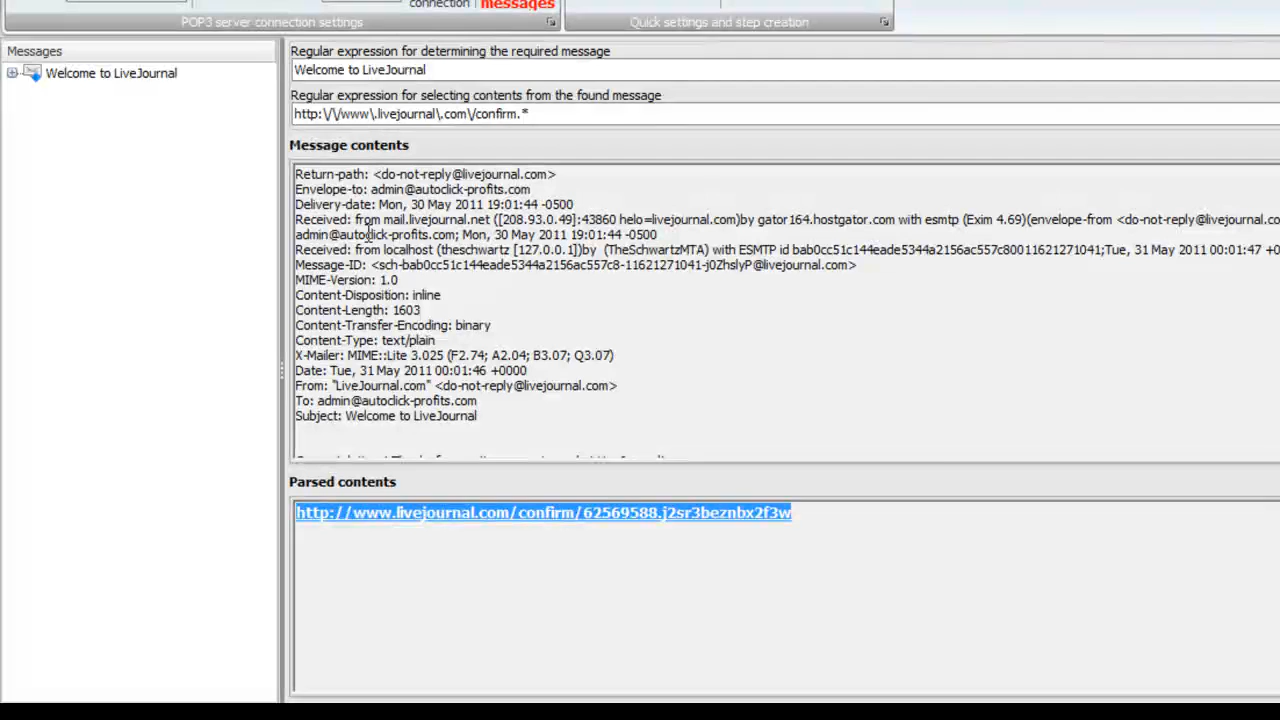 connection messages
POP3 server connection settings Quick settings and step creation
Messages
Welcome to LiveJournal
Regular expression for determining the required message
Welcome to LiveJournal
Regular expression for selecting contents from the found message
http:\/\/www\.livejournal\.com\/confirm.*
Message contents
Return-path: <do-not-reply@livejournal.com>
Envelope-to: admin@autoclick-profits.com
Delivery-date: Mon, 30 May 2011 19:01:44 -0500
Received: from mail.livejournal.net ([208.93.0.49]:43860 helo=livejournal.com)by gator164.hostgator.com with esmtp (Exim 4.69)(envelope-from <do-not-reply@livejournal.co
admin@autoclick-profits.com; Mon, 30 May 2011 19:01:44 -0500
Received: from localhost (theschwartz [127.0.0.1])by (TheSchwartzMTA) with ESMTP id bab0cc51c144eade5344a2156ac557c80011621271041;Tue, 31 May 2011 00:01:47 +0
Message-ID: <sch-bab0cc51c144eade5344a2156ac557c8-11621271041-j0ZhslyP@livejournal.com>
MIME-Version: 1.0
Content-Disposition: inline
Content-Length: 1603
Content-Transfer-Encoding: binary
Content-Type: text/plain
X-Mailer: MIME::Lite 3.025 (F2.74; A2.04; B3.07; Q3.07)
Date: Tue, 31 May 2011 00:01:46 +0000
From: "LiveJournal.com" <do-not-reply@livejournal.com>
To: admin@autoclick-profits.com
Subject: Welcome to LiveJournal
Parsed contents
http://www.livejournal.com/confirm/62569588.j2sr3beznbx2f3w